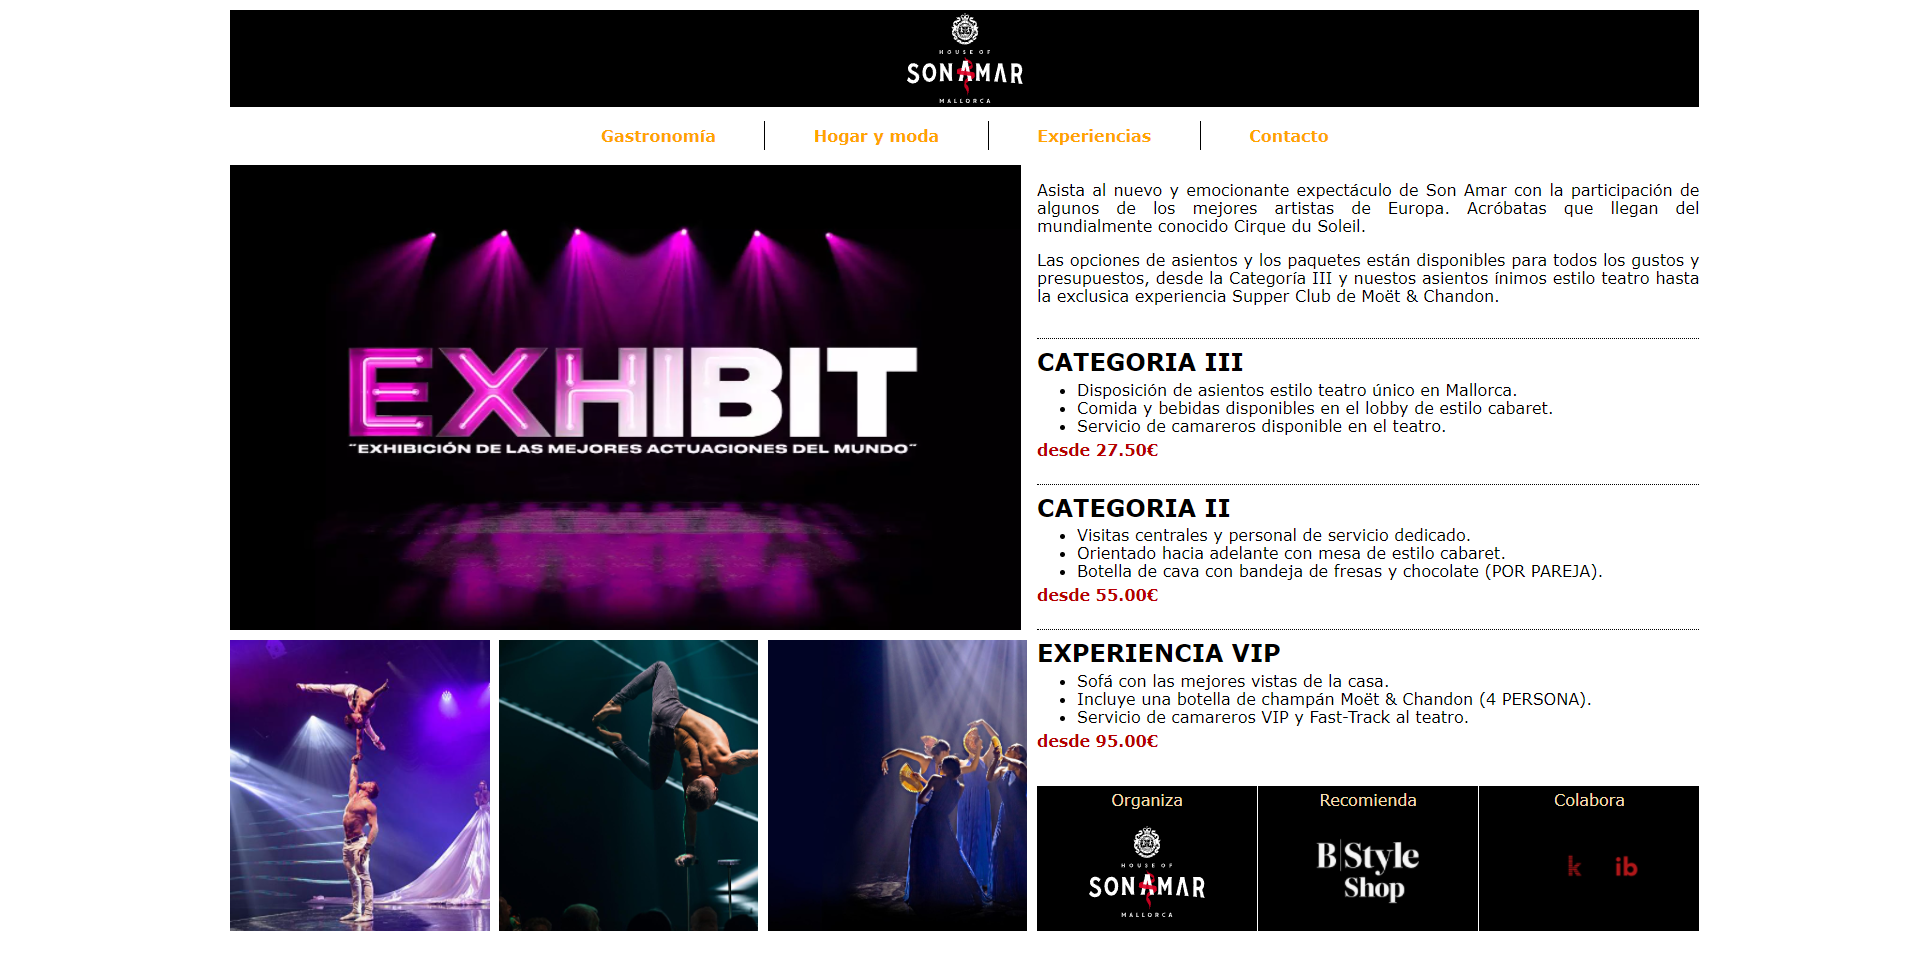 HOUSE OF
SON AMAR
MALLORCA
Gastronomía
Hogar y moda
Experiencias
Contacto
EXHIBIT
"EXHIBICIÓN DE LAS MEJORES ACTUACIONES DEL MUNDO"
Asista al nuevo y emocionante expectáculo de Son Amar con la participación de
algunos de los mejores artistas de Europa. Acróbatas que llegan del
mundialmente conocido Cirque du Soleil.
Las opciones de asientos y los paquetes están disponibles para todos los gustos y
presupuestos, desde la Categoría III y nuestos asientos ínimos estilo teatro hasta
la exclusica experiencia Supper Club de Moët & Chandon.
CATEGORIA III
• Disposición de asientos estilo teatro único en Mallorca.
• Comida y bebidas disponibles en el lobby de estilo cabaret.
• Servicio de camareros disponible en el teatro.
desde 27.50€
CATEGORIA II
• Visitas centrales y personal de servicio dedicado.
• Orientado hacia adelante con mesa de estilo cabaret.
• Botella de cava con bandeja de fresas y chocolate (POR PAREJA).
desde 55.00€
EXPERIENCIA VIP
• Sofá con las mejores vistas de la casa.
• Incluye una botella de champán Moët & Chandon (4 PERSONA).
• Servicio de camareros VIP y Fast-Track al teatro.
desde 95.00€
Organiza
HOUSE OF
SON AMAR
MALLORCA
Recomienda
B Style
Shop
Colabora
k ib